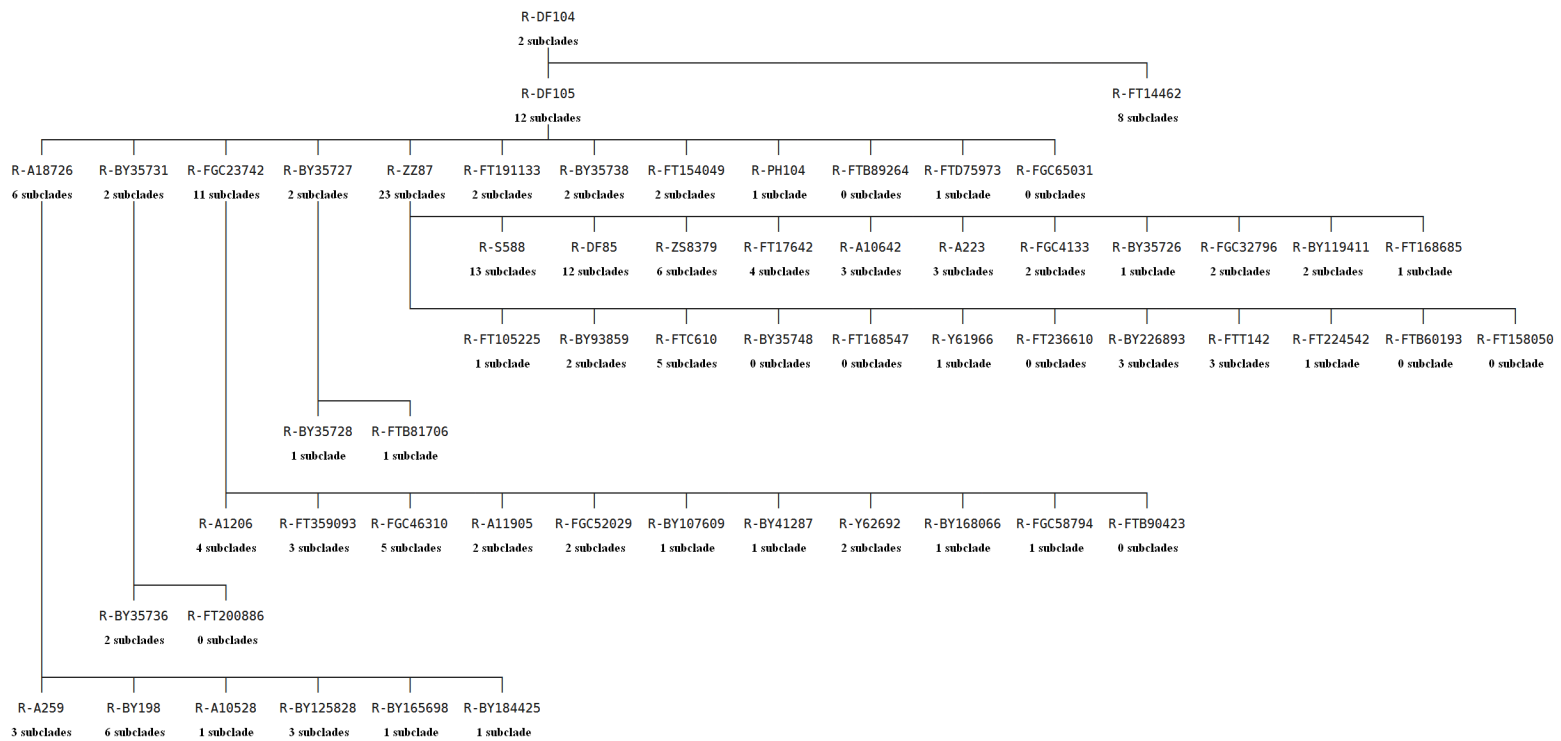 R-DF104
2 subclades
R-DF105 R-FT14462
12 subclades 8 subclades
R-A18726 R-BY35731 R-FGC23742 R-BY35727 R-ZZ87 R-FT191133 R-BY35738 R-FT154049 R-PH104 R-FTB89264 R-FTD75973 R-FGC65031
6 subclades 2 subclades 11 subclades 2 subclades 23 subclades 2 subclades 2 subclades 2 subclades 1 subclade 0 subclades 1 subclade 0 subclades
R-S588 R-DF85 R-ZS8379 R-FT17642 R-A10642 R-A223 R-FGC4133 R-BY35726 R-FGC32796 R-BY119411 R-FT168685
13 subclades 12 subclades 6 subclades 4 subclades 3 subclades 3 subclades 2 subclades 1 subclade 2 subclades 2 subclades 1 subclade
R-FT105225 R-BY93859 R-FTC610 R-BY35748 R-FT168547 R-Y61966 R-FT236610 R-BY226893 R-FTT142 R-FT224542 R-FTB60193 R-FT158050
1 subclade 2 subclades 5 subclades 0 subclades 0 subclades 1 subclade 0 subclades 3 subclades 3 subclades 1 subclade 0 subclade 0 subclade
R-BY35728 R-FTB81706
1 subclade 1 subclade
R-A1206 R-FT359093 R-FGC46310 R-A11905 R-FGC52029 R-BY107609 R-BY41287 R-Y62692 R-BY168066 R-FGC58794 R-FTB90423
4 subclades 3 subclades 5 subclades 2 subclades 2 subclades 1 subclade 1 subclade 2 subclades 1 subclade 1 subclade 0 subclades
R-BY35736 R-FT200886
2 subclades 0 subclades
R-A259 R-BY198 R-A10528 R-BY125828 R-BY165698 R-BY184425
3 subclades 6 subclades 1 subclade 3 subclades 1 subclade 1 subclade